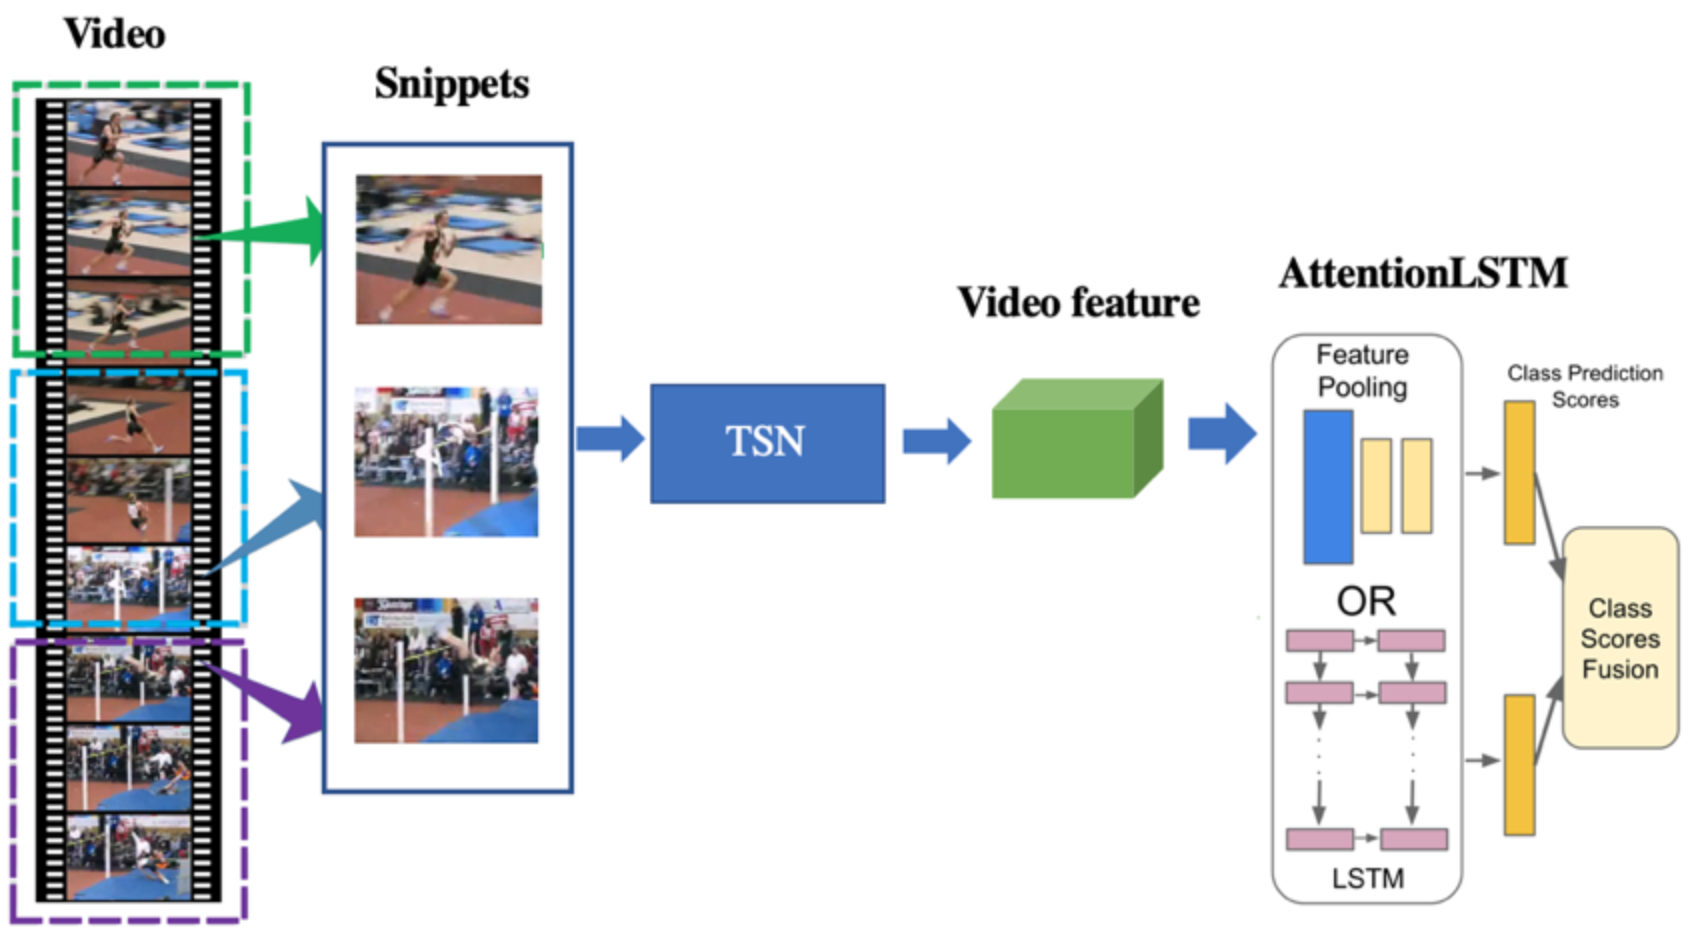 Video
Snippets
TSN
Video feature
AttentionLSTM
Feature
Pooling
OR
LSTM
Class Prediction
Scores
Class
Scores
Fusion